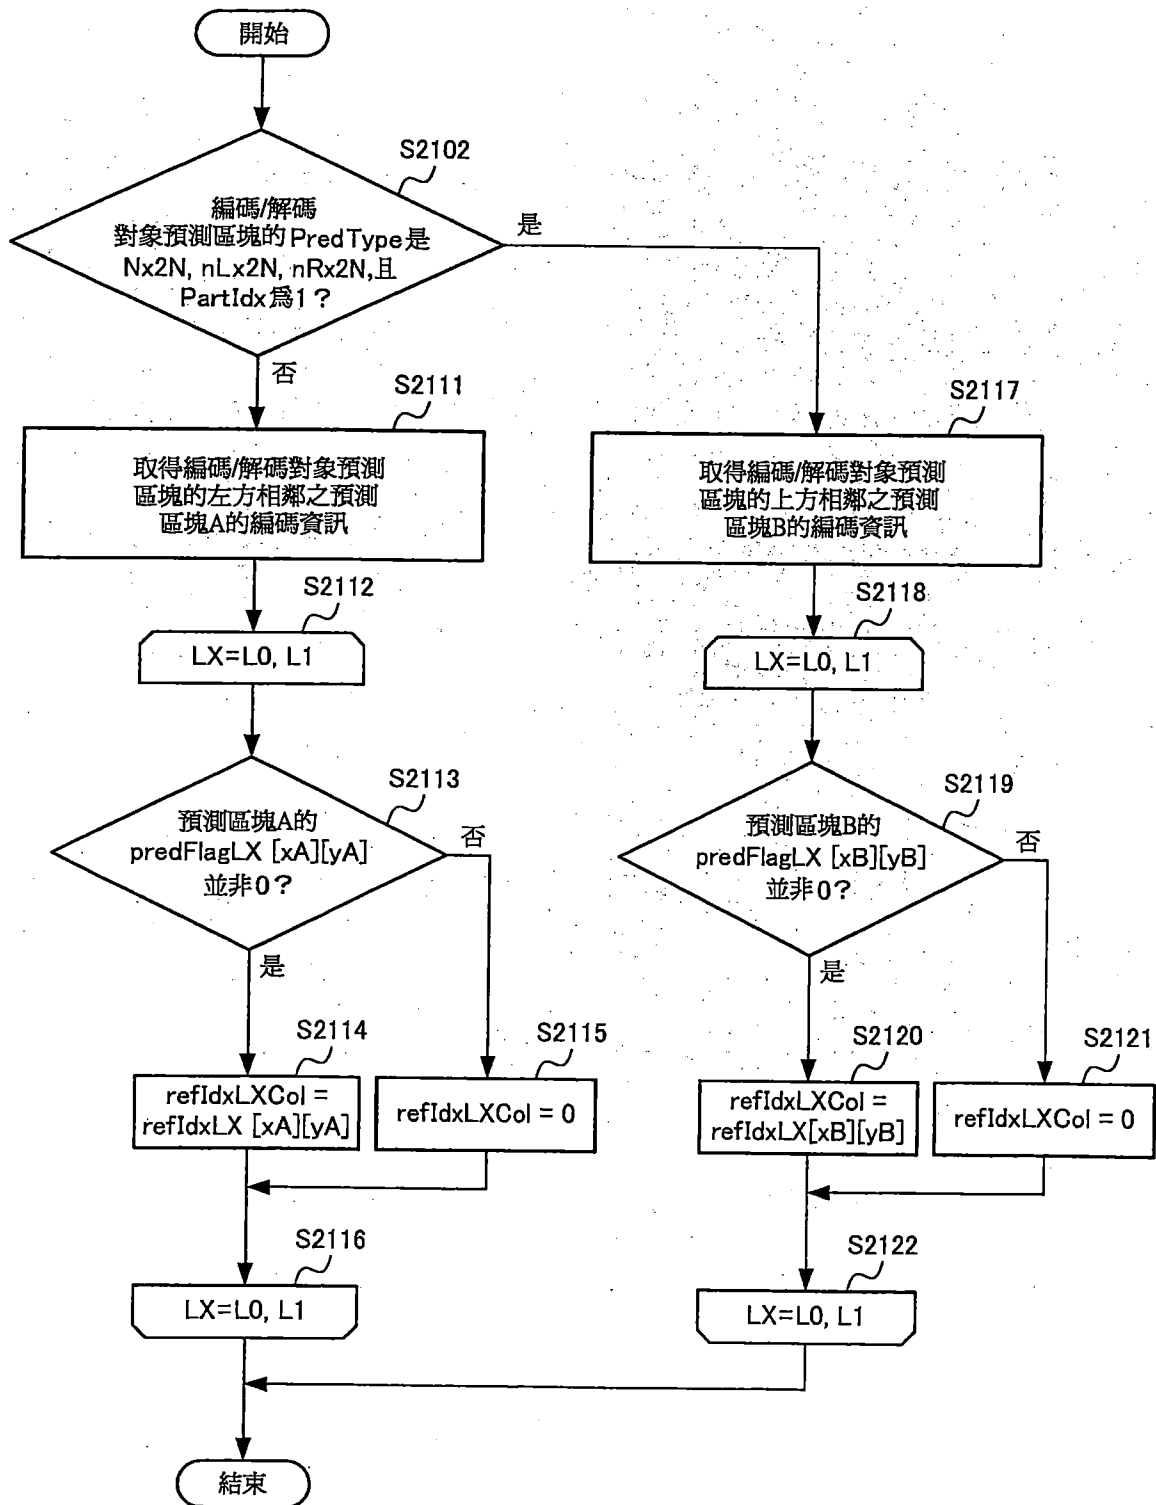 開始
S2102
編碼/解碼
對象預測區塊的PredType是
Nx2N, nLx2N, nRx2N,且
PartIdx爲1？
是
否
S2111
取得編碼/解碼對象預測
區塊的左方相鄰之預測
區塊A的編碼資訊
S2117
取得編碼/解碼對象預測
區塊的上方相鄰之預測
區塊B的編碼資訊
S2112
LX=L0, L1
S2118
LX=L0, L1
S2113
預測區塊A的
predFlagLX [xA][yA]
並非0？
否
是
S2119
預測區塊B的
predFlagLX [xB][yB]
並非0？
否
是
S2114
refIdxLXCol =
refIdxLX [xA][yA]
S2115
refIdxLXCol = 0
S2120
refIdxLXCol =
refIdxLX[xB][yB]
S2121
refIdxLXCol = 0
S2116
LX=L0, L1
S2122
LX=L0, L1
結束